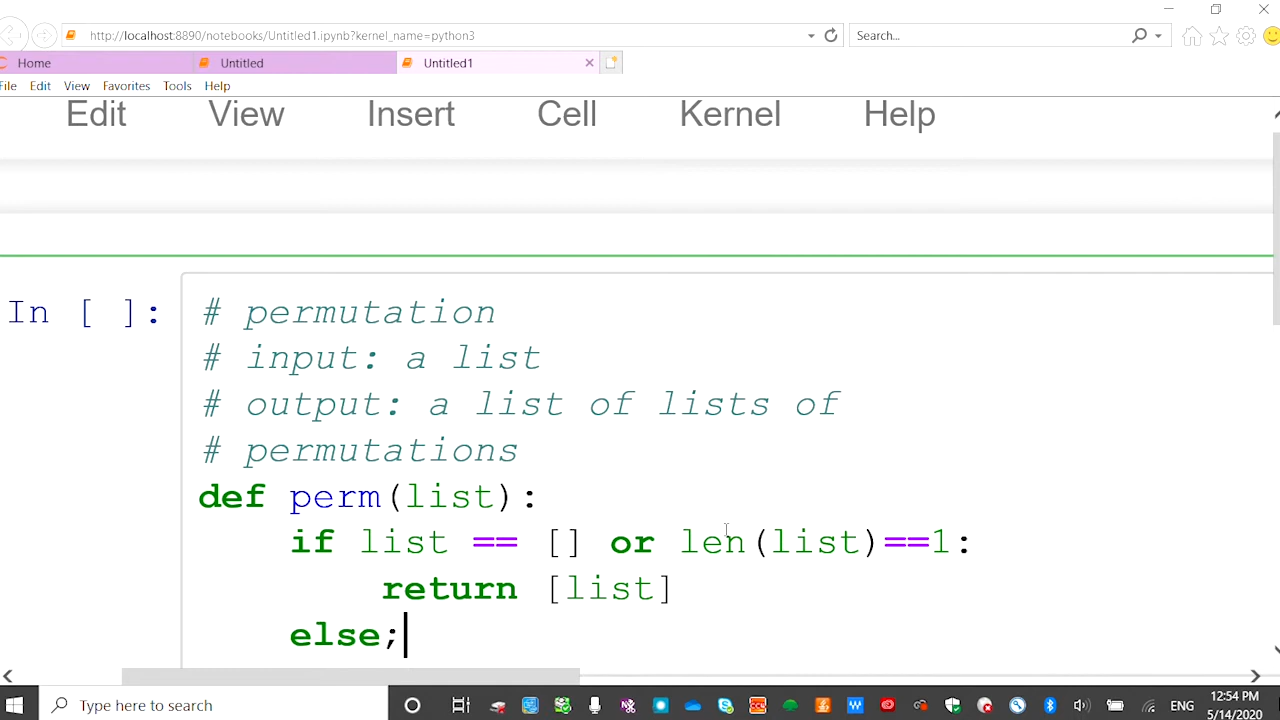 http://localhost:8890/notebooks/Untitled1.ipynb?kernel_name=python3
Search...
Home
Untitled
Untitled1
File Edit View Favorites Tools Help
Edit View Insert Cell Kernel Help
In [ ]:
# permutation
# input: a list
# output: a list of lists of
# permutations
def perm(list):
    if list == [] or len(list)==1:
        return [list]
    else;
Type here to search
ENG
12:54 PM
5/14/2020